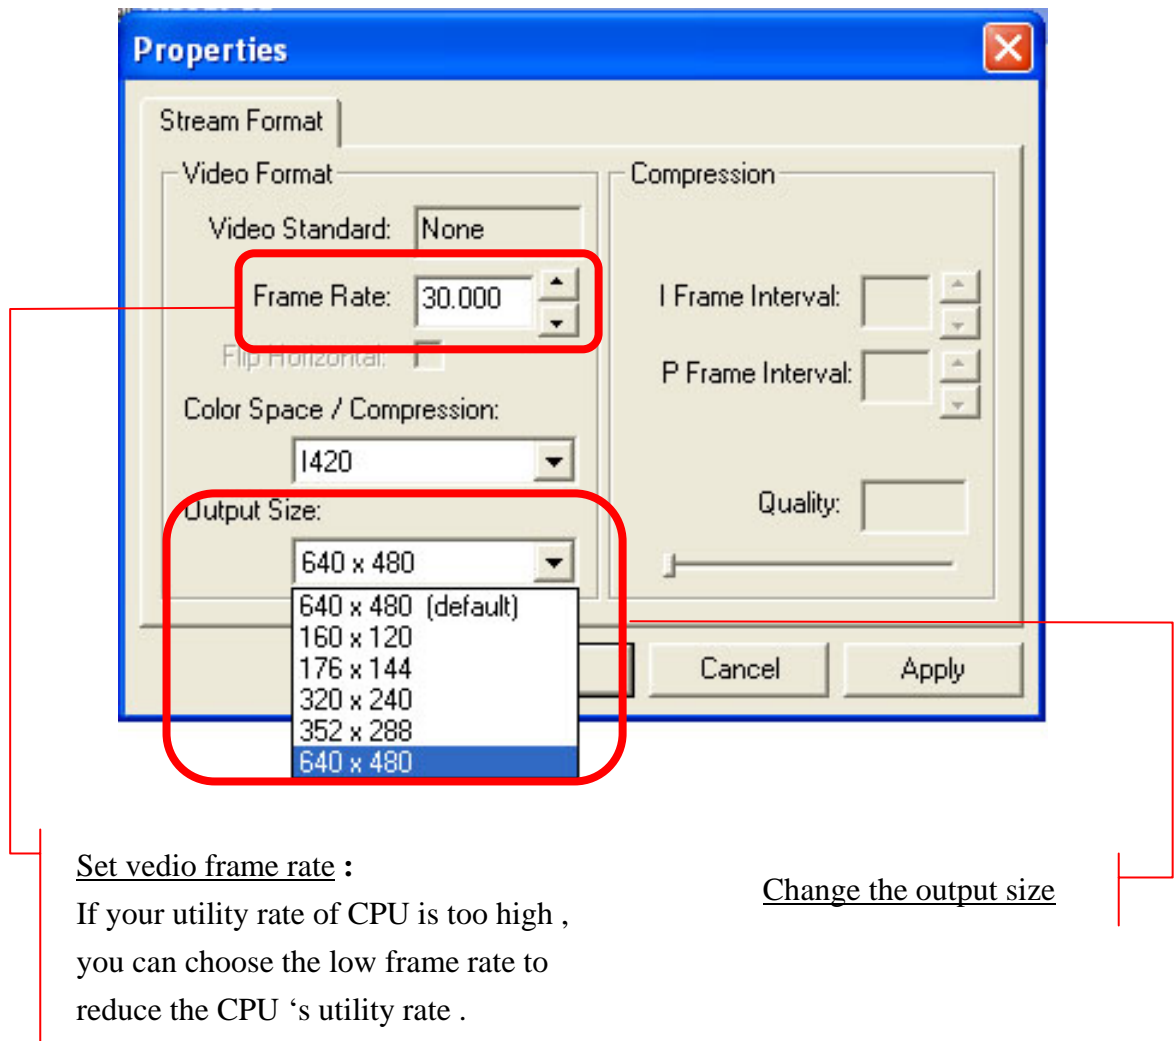 Properties
Stream Format
Video Format
Video Standard: None
Frame Rate: 30.000
Flip Horizontal:
Color Space / Compression:
I420
Output Size:
640 x 480
640 x 480 (default)
160 x 120
176 x 144
320 x 240
352 x 288
640 x 480
Compression
I Frame Interval:
P Frame Interval:
Quality:
Cancel
Apply
Set vedio frame rate :
If your utility rate of CPU is too high ,
you can choose the low frame rate to
reduce the CPU ‘s utility rate .
Change the output size